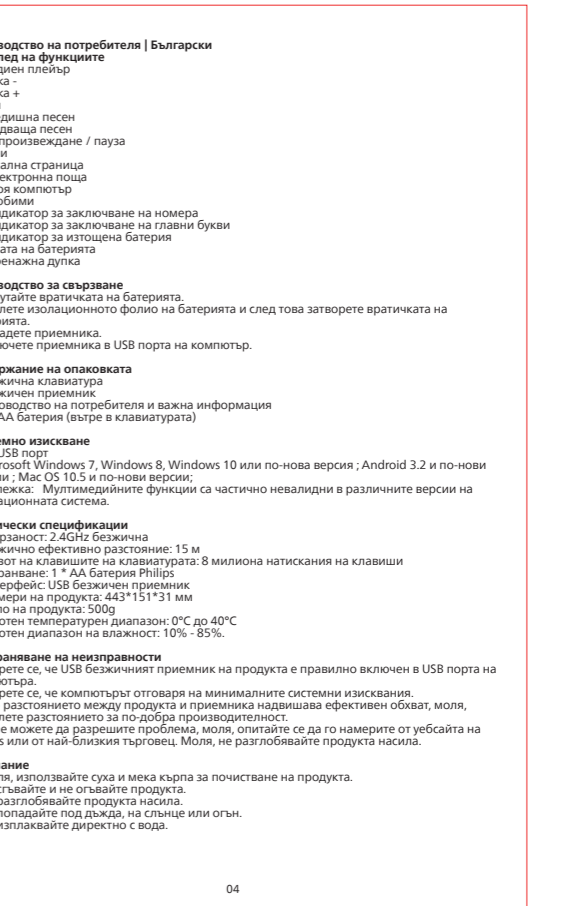 водство на потребителя | Български
лед на функциите
диен плейър
ка -
ка +
дишна песен
дваща песен
произвеждане / пауза
и
ална страница
ектронна поща
оя компютър
обими
дикатор за заключване на номера
дикатор за заключване на главни букви
дикатор за изтощена батерия
ата на батерията
енажна дупка
водство за свързване
утайте вратичката на батерията.
лете изолационното фолио на батерията и след това затворете вратичката на
рията.
адете приемника.
ючете приемника в USB порта на компютър.
ржание на опаковката
жична клавиатура
жичен приемник
оводство на потребителя и важна информация
АА батерия (вътре в клавиатурата)
емно изискване
USB порт
rosoft Windows 7, Windows 8, Windows 10 или по-нова версия ; Android 3.2 и по-нови
ии ; Mac OS 10.5 и по-нови версии;
лежка: Мултимедийните функции са частично невалидни в различните версии на
ационната система.
ически спецификации
рзаност: 2.4GHz безжична
жично ефективно разстояние: 15 м
вот на клавишите на клавиатурата: 8 милиона натискания на клавиши
ранване: 1 * AA батерия Philips
ерфейс: USB безжичен приемник
мери на продукта: 443*151*31 мм
ло на продукта: 500g
отен температурен диапазон: 0°C до 40°C
отен диапазон на влажност: 10% - 85%.
раняване на неизправности
рете се, че USB безжичният приемник на продукта е правилно включен в USB порта на
ютъра.
рете се, че компютърът отговаря на минималните системни изисквания.
разстоянието между продукта и приемника надвишава ефективен обхват, моля,
лете разстоянието за по-добра производителност.
е можете да разрешите проблема, моля, опитайте се да го намерите от уебсайта на
s или от най-близкия търговец. Моля, не разглобявайте продукта насила.
ание
ля, използвайте суха и мека кърпа за почистване на продукта.
сгъвайте и не огъвайте продукта.
разглобявайте продукта насила.
попадайте под дъжда, на слънце или огън.
изплаквайте директно с вода.
04